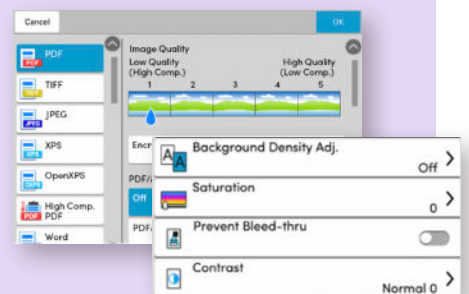 Cancel
OK
PDF
TIFF
JPEG
XPS
OpenXPS
High Comp.
PDF
Word
Image Quality
Low Quality
(High Comp.)
High Quality
(Low Comp.)
1 2 3 4 5
Encr
PDF/A
Off
PDF/
Background Density Adj.
Off
Saturation
0
Prevent Bleed-thru
Contrast
Normal 0